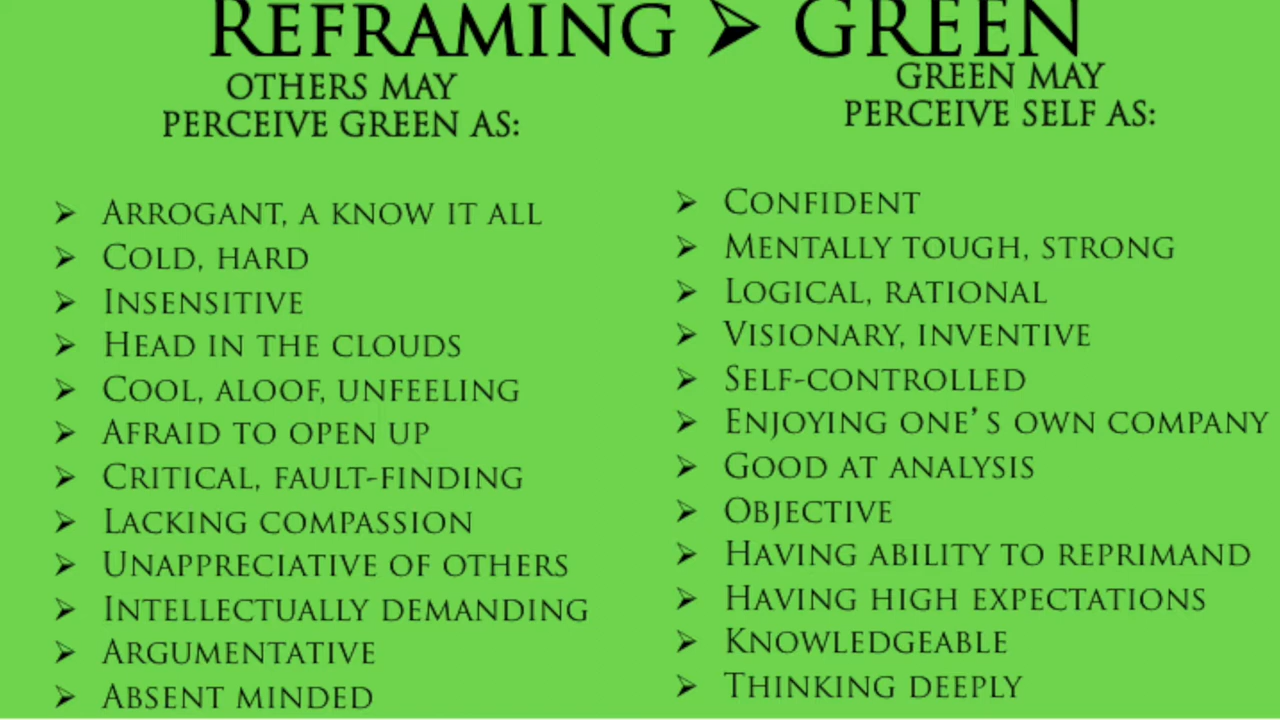 REFRAMING ➢ GREEN
OTHERS MAY
PERCEIVE GREEN AS:
➢ ARROGANT, A KNOW IT ALL
➢ COLD, HARD
➢ INSENSITIVE
➢ HEAD IN THE CLOUDS
➢ COOL, ALOOF, UNFEELING
➢ AFRAID TO OPEN UP
➢ CRITICAL, FAULT-FINDING
➢ LACKING COMPASSION
➢ UNAPPRECIATIVE OF OTHERS
➢ INTELLECTUALLY DEMANDING
➢ ARGUMENTATIVE
➢ ABSENT MINDED
GREEN MAY
PERCEIVE SELF AS:
➢ CONFIDENT
➢ MENTALLY TOUGH, STRONG
➢ LOGICAL, RATIONAL
➢ VISIONARY, INVENTIVE
➢ SELF-CONTROLLED
➢ ENJOYING ONE’S OWN COMPANY
➢ GOOD AT ANALYSIS
➢ OBJECTIVE
➢ HAVING ABILITY TO REPRIMAND
➢ HAVING HIGH EXPECTATIONS
➢ KNOWLEDGEABLE
➢ THINKING DEEPLY